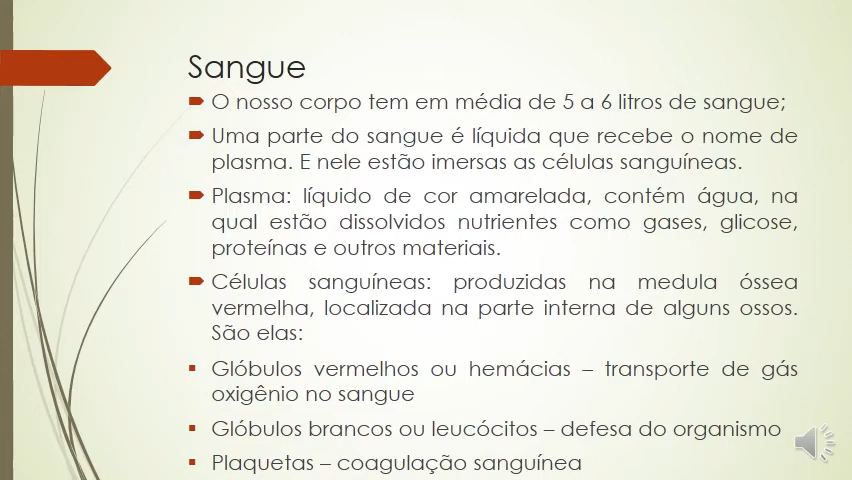 Sangue
O nosso corpo tem em média de 5 a 6 litros de sangue;
Uma parte do sangue é líquida que recebe o nome de
plasma. E nele estão imersas as células sanguíneas.
Plasma: líquido de cor amarelada, contém água, na
qual estão dissolvidos nutrientes como gases, glicose,
proteínas e outros materiais.
Células sanguíneas: produzidas na medula óssea
vermelha, localizada na parte interna de alguns ossos.
São elas:
Glóbulos vermelhos ou hemácias – transporte de gás
oxigênio no sangue
Glóbulos brancos ou leucócitos – defesa do organismo
Plaquetas – coagulação sanguínea